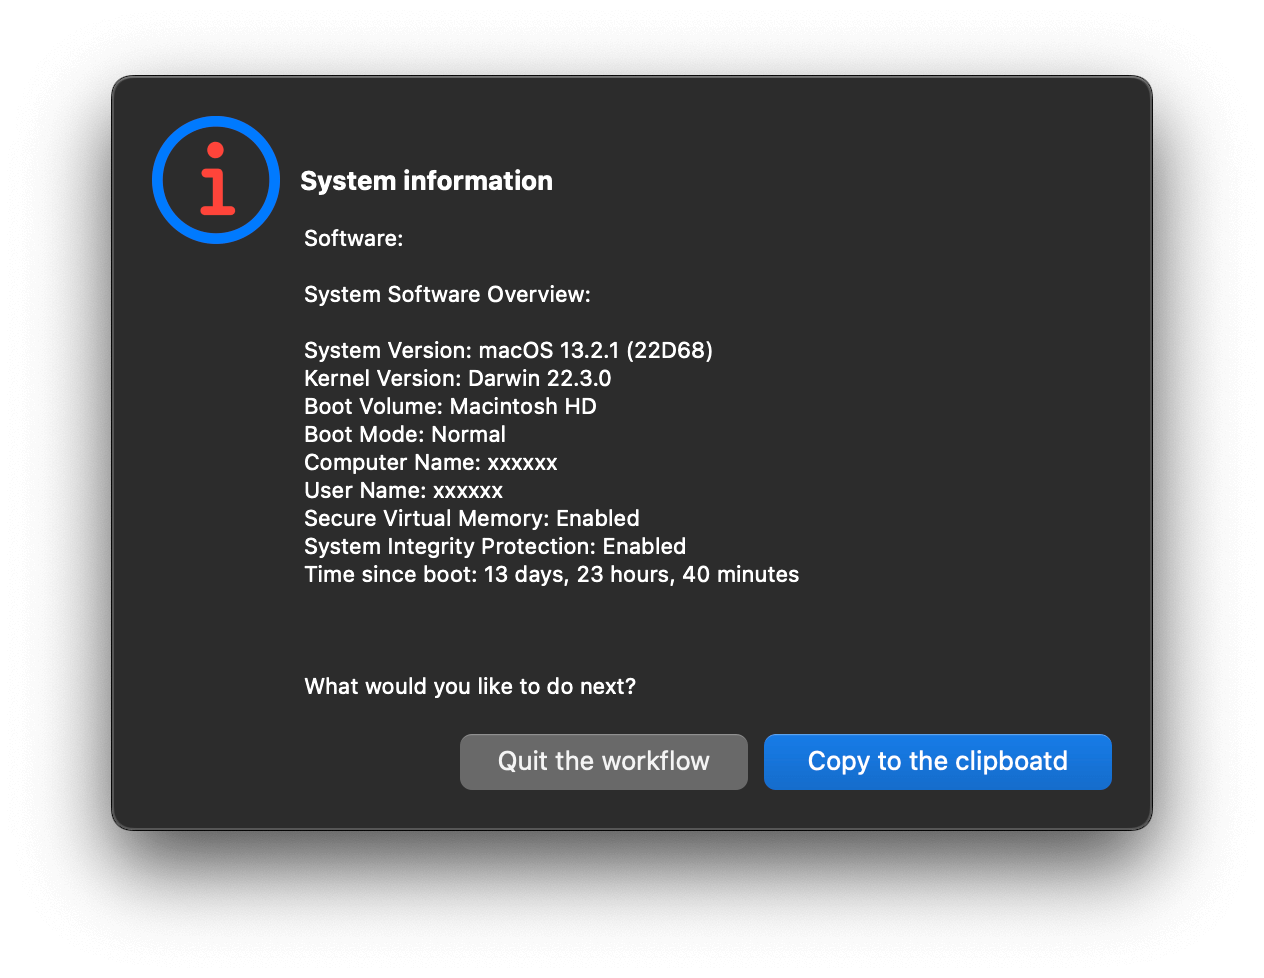 System information
Software:
System Software Overview:
System Version: macOS 13.2.1 (22D68)
Kernel Version: Darwin 22.3.0
Boot Volume: Macintosh HD
Boot Mode: Normal
Computer Name: xxxxxx
User Name: xxxxxx
Secure Virtual Memory: Enabled
System Integrity Protection: Enabled
Time since boot: 13 days, 23 hours, 40 minutes
What would you like to do next?
Quit the workflow
Copy to the clipboatd